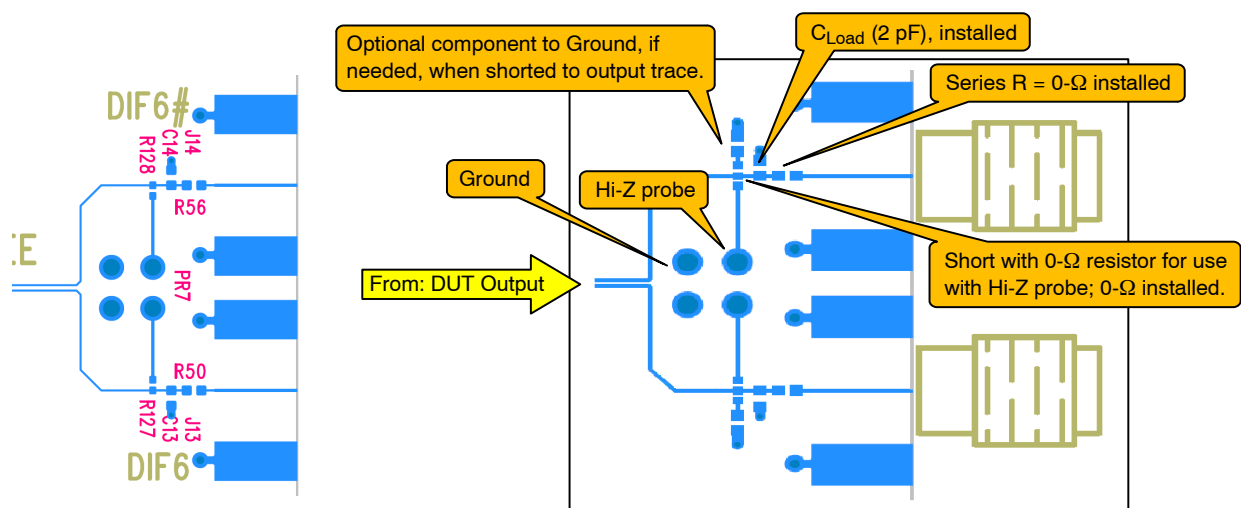 DIF6#
J14
C14
R128
R56
EE
PR7
R50
R127
C13
J13
DIF6
Optional component to Ground, if
needed, when shorted to output trace.
C_Load (2 pF), installed
Series R = 0-Ω installed
Ground
Hi-Z probe
From: DUT Output
Short with 0-Ω resistor for use
with Hi-Z probe; 0-Ω installed.